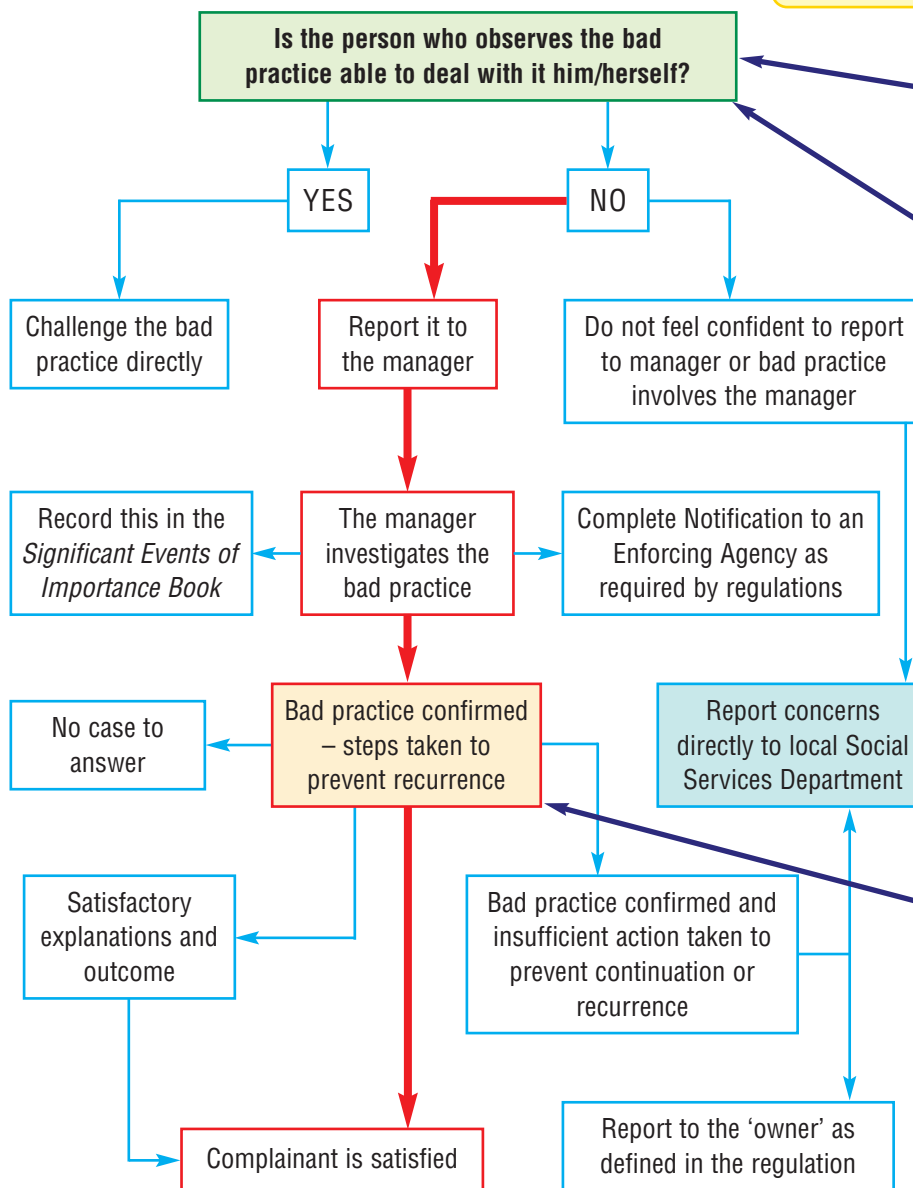 Is the person who observes the bad
practice able to deal with it him/herself?
YES
NO
Challenge the bad
practice directly
Report it to
the manager
Do not feel confident to report
to manager or bad practice
involves the manager
Record this in the
Significant Events of
Importance Book
The manager
investigates the
bad practice
Complete Notification to an
Enforcing Agency as
required by regulations
No case to
answer
Bad practice confirmed
– steps taken to
prevent recurrence
Report concerns
directly to local Social
Services Department
Satisfactory
explanations and
outcome
Bad practice confirmed and
insufficient action taken to
prevent continuation or
recurrence
Complainant is satisfied
Report to the ‘owner’ as
defined in the regulation